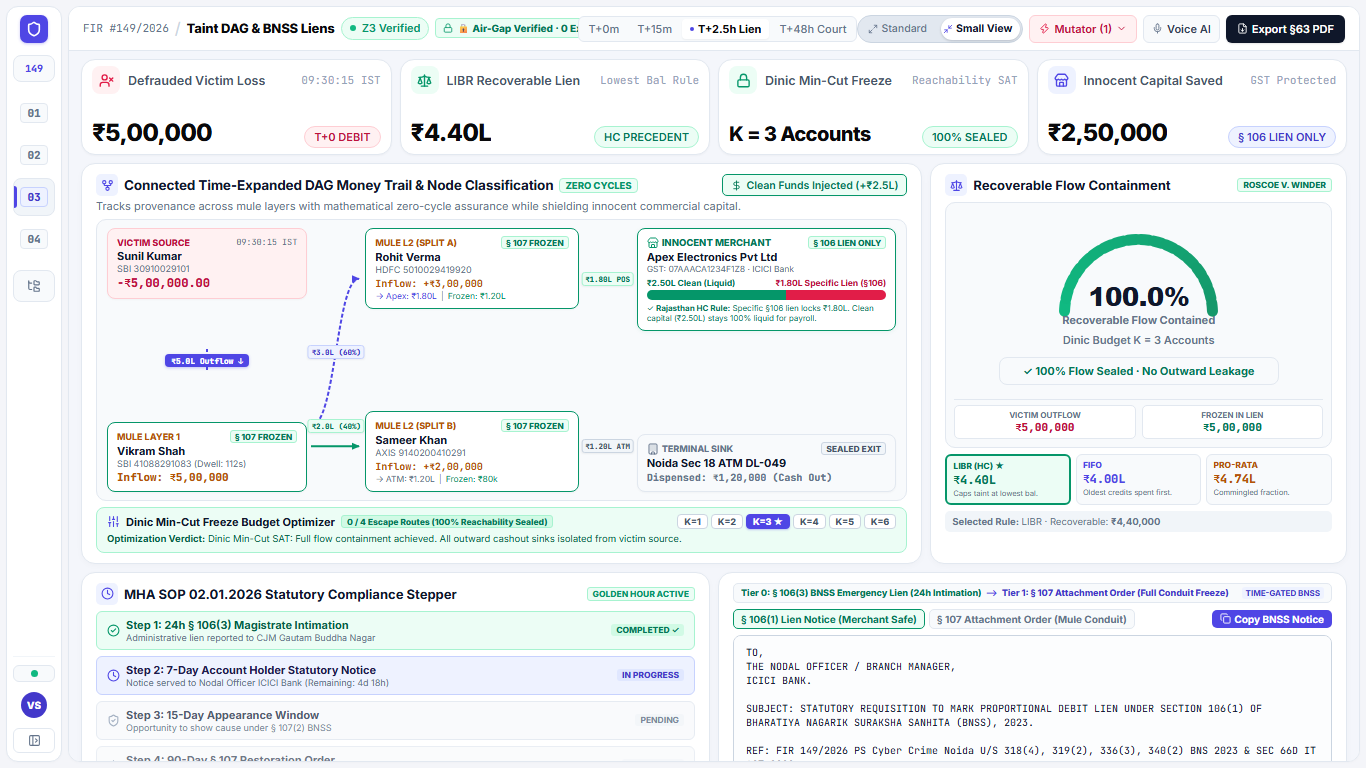 FIR #149/2026 / Taint DAG & BNSS Liens
Z3 Verified
Air-Gap Verified · 0 Ex
T+0m
T+15m
T+2.5h Lien
T+48h Court
Standard
Small View
Mutator (1)
Voice AI
Export §63 PDF
149
01
02
03
04
VS
Defrauded Victim Loss
09:30:15 IST
₹5,00,000
T+0 DEBIT
LIBR Recoverable Lien
Lowest Bal Rule
₹4.40L
HC PRECEDENT
Dinic Min-Cut Freeze
Reachability SAT
K = 3 Accounts
100% SEALED
Innocent Capital Saved
GST Protected
₹2,50,000
§ 106 LIEN ONLY
Connected Time-Expanded DAG Money Trail & Node Classification
ZERO CYCLES
Clean Funds Injected (+₹2.5L)
Tracks provenance across mule layers with mathematical zero-cycle assurance while shielding innocent commercial capital.
VICTIM SOURCE
09:30:15 IST
Sunil Kumar
SBI 30910029101
-₹5,00,000.00
₹5.0L Outflow ↓
MULE LAYER 1
§ 107 FROZEN
Vikram Shah
SBI 41088291083 (Dwell: 112s)
Inflow: ₹5,00,000
₹3.0L (60%)
₹2.0L (40%)
MULE L2 (SPLIT A)
§ 107 FROZEN
Rohit Verma
HDFC 5010029419920
Inflow: +₹3,00,000
→ Apex: ₹1.80L | Frozen: ₹1.20L
MULE L2 (SPLIT B)
§ 107 FROZEN
Sameer Khan
AXIS 9140200410291
Inflow: +₹2,00,000
→ ATM: ₹1.20L | Frozen: ₹80k
₹1.80L POS
₹1.20L ATM
INNOCENT MERCHANT
§ 106 LIEN ONLY
Apex Electronics Pvt Ltd
GST: 07AAACA1234F1Z8 · ICICI Bank
₹2.50L Clean (Liquid)
₹1.80L Specific Lien (§106)
✓ Rajasthan HC Rule: Specific §106 lien locks ₹1.80L. Clean
capital (₹2.50L) stays 100% liquid for payroll.
TERMINAL SINK
SEALED EXIT
Noida Sec 18 ATM DL-049
Dispensed: ₹1,20,000 (Cash Out)
Dinic Min-Cut Freeze Budget Optimizer
0 / 4 Escape Routes (100% Reachability Sealed)
K=1
K=2
K=3 ★
K=4
K=5
K=6
Optimization Verdict: Dinic Min-Cut SAT: Full flow containment achieved. All outward cashout sinks isolated from victim source.
Recoverable Flow Containment
ROSCOE V. WINDER
100.0%
Recoverable Flow Contained
Dinic Budget K = 3 Accounts
✓ 100% Flow Sealed · No Outward Leakage
VICTIM OUTFLOW
₹5,00,000
FROZEN IN LIEN
₹5,00,000
LIBR (HC) ★
₹4.40L
Caps taint at lowest bal.
FIFO
₹4.00L
Oldest credits spent first.
PRO-RATA
₹4.74L
Commingled fraction.
Selected Rule: LIBR · Recoverable: ₹4,40,000
MHA SOP 02.01.2026 Statutory Compliance Stepper
GOLDEN HOUR ACTIVE
Step 1: 24h § 106(3) Magistrate Intimation
Administrative lien reported to CJM Gautam Buddha Nagar
COMPLETED ✓
Step 2: 7-Day Account Holder Statutory Notice
Notice served to Nodal Officer ICICI Bank (Remaining: 4d 18h)
IN PROGRESS
Step 3: 15-Day Appearance Window
Opportunity to show cause under § 107(2) BNSS
PENDING
Step 4: 90-Day § 107 Restoration Order
Tier 0: § 106(3) BNSS Emergency Lien (24h Intimation) → Tier 1: § 107 Attachment Order (Full Conduit Freeze)
TIME-GATED BNSS
§ 106(1) Lien Notice (Merchant Safe)
§ 107 Attachment Order (Mule Conduit)
Copy BNSS Notice
TO,
THE NODAL OFFICER / BRANCH MANAGER,
ICICI BANK.
SUBJECT: STATUTORY REQUISITION TO MARK PROPORTIONAL DEBIT LIEN UNDER SECTION 106(1) OF
BHARATIYA NAGARIK SURAKSHA SANHITA (BNSS), 2023.
REF: FIR 149/2026 PS Cyber Crime Noida U/S 318(4), 319(2), 336(3), 340(2) BNS 2023 & SEC 66D IT